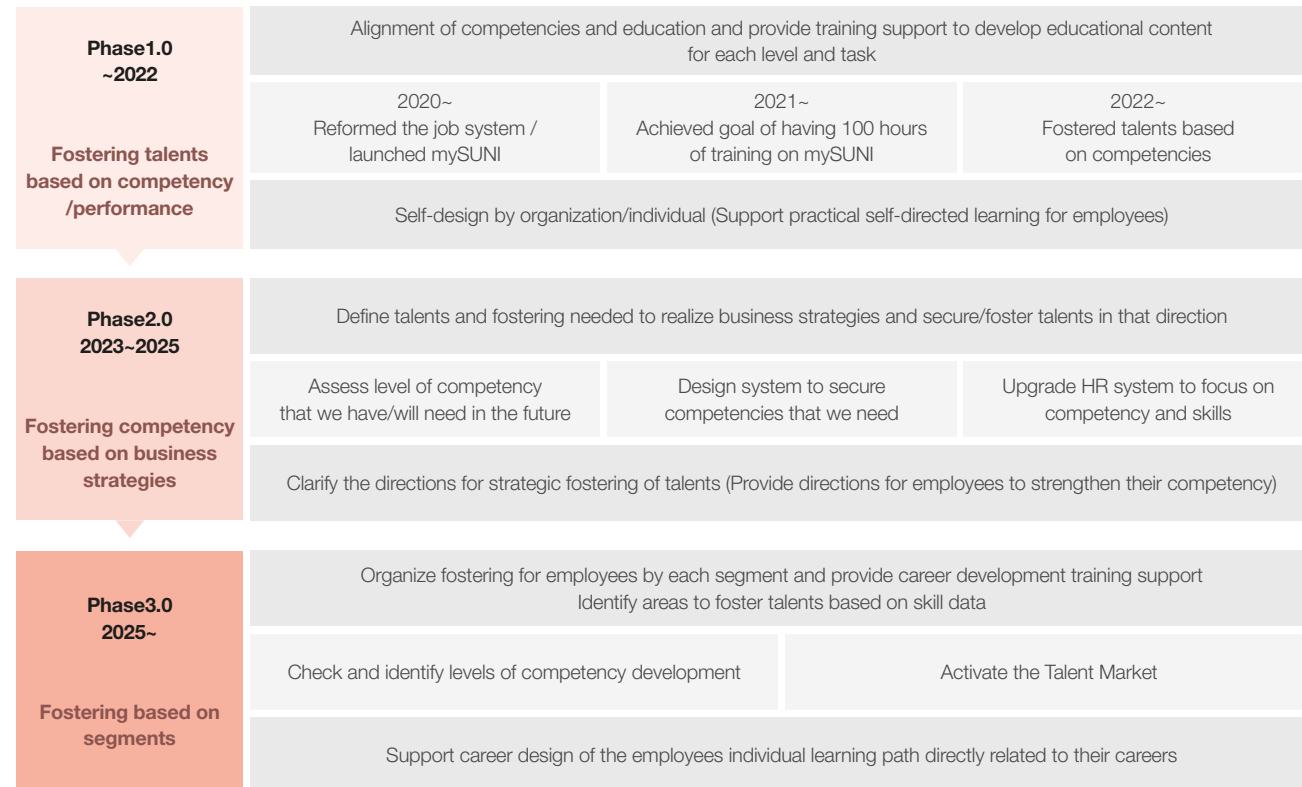 Phase1.0
~2022
Fostering talents
based on competency
/performance
Alignment of competencies and education and provide training support to develop educational content
for each level and task
2020~
Reformed the job system /
launched mySUNI
2021~
Achieved goal of having 100 hours
of training on mySUNI
2022~
Fostered talents based
on competencies
Self-design by organization/individual (Support practical self-directed learning for employees)
Phase2.0
2023~2025
Fostering competency
based on business
strategies
Define talents and fostering needed to realize business strategies and secure/foster talents in that direction
Assess level of competency
that we have/will need in the future
Design system to secure
competencies that we need
Upgrade HR system to focus on
competency and skills
Clarify the directions for strategic fostering of talents (Provide directions for employees to strengthen their competency)
Phase3.0
2025~
Fostering based on
segments
Organize fostering for employees by each segment and provide career development training support
Identify areas to foster talents based on skill data
Check and identify levels of competency development
Activate the Talent Market
Support career design of the employees individual learning path directly related to their careers